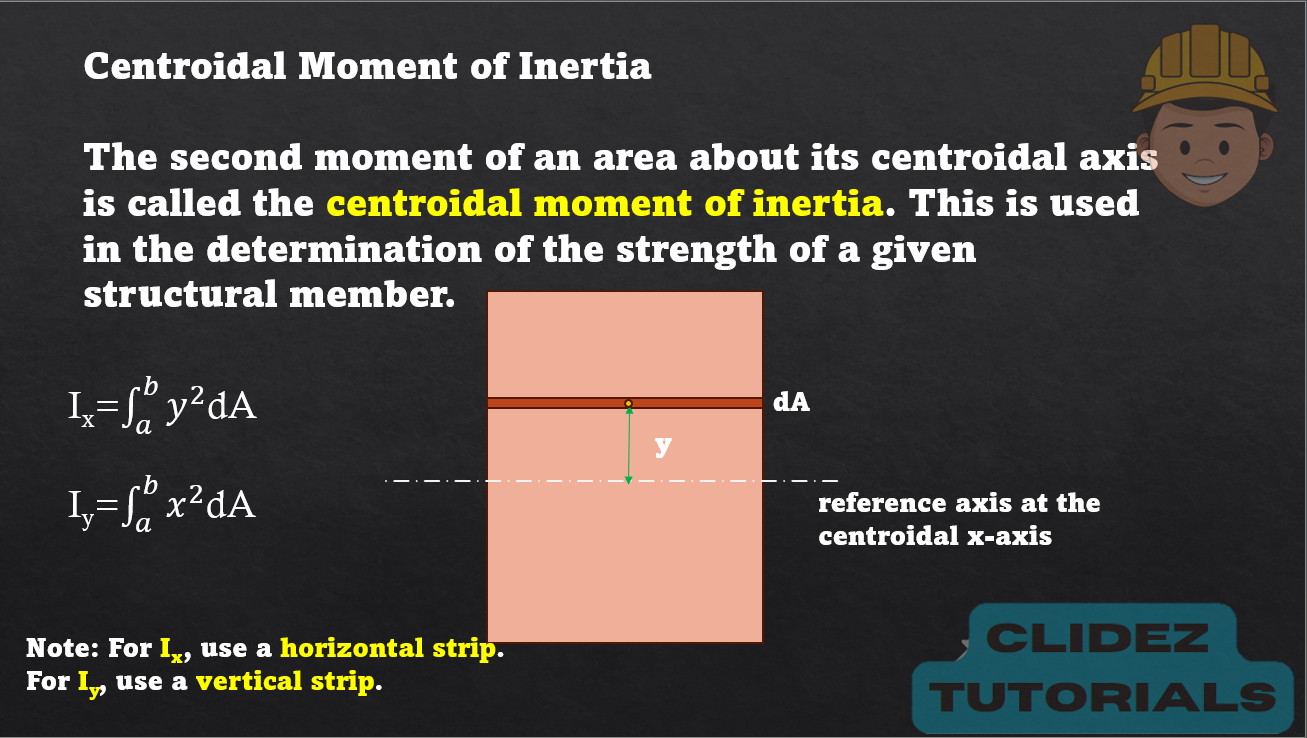 Centroidal Moment of Inertia
The second moment of an area about its centroidal axis
is called the centroidal moment of inertia. This is used
in the determination of the strength of a given
structural member.
Iₓ=∫ₐᵇ y²dA
dA
y
I_y=∫ₐᵇ x²dA
reference axis at the
centroidal x-axis
Note: For Iₓ, use a horizontal strip.
For I_y, use a vertical strip.
CLIDEZ
TUTORIALS